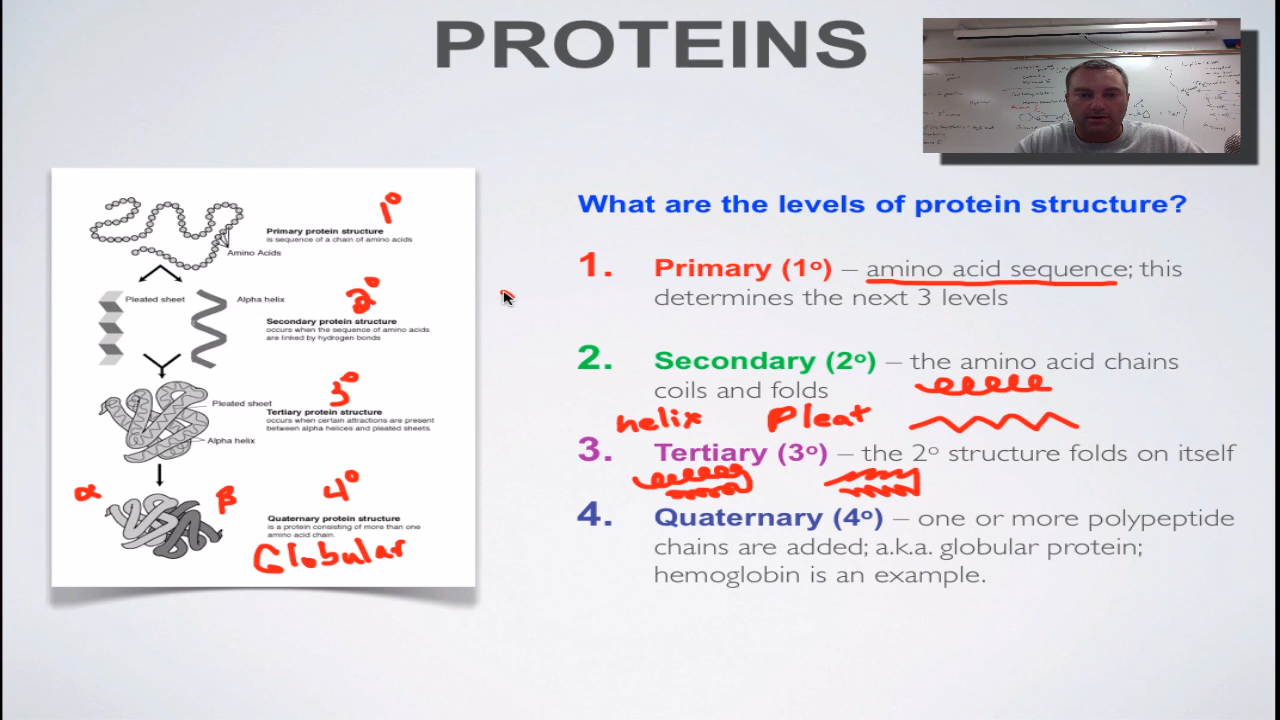 PROTEINS
1°
Primary protein structure
is sequence of a chain of amino acids
Amino Acids
Pleated sheet
Alpha helix
2°
Secondary protein structure
occurs when the sequence of amino acids
are linked by hydrogen bonds
3°
Pleated sheet
Tertiary protein structure
occurs when certain attractions are present
between alpha helices and pleated sheets.
Alpha helix
α
β
4°
Quaternary protein structure
is a protein consisting of more than one
amino acid chain.
Globular
What are the levels of protein structure?
1. Primary (1º) – amino acid sequence; this
determines the next 3 levels
2. Secondary (2º) – the amino acid chains
coils and folds
helix Pleat
3. Tertiary (3º) – the 2º structure folds on itself
4. Quaternary (4º) – one or more polypeptide
chains are added; a.k.a. globular protein;
hemoglobin is an example.